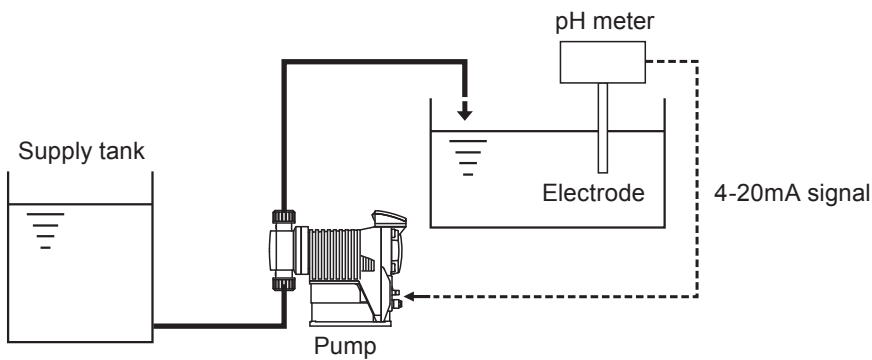 pH meter
Supply tank
Electrode
4-20mA signal
Pump